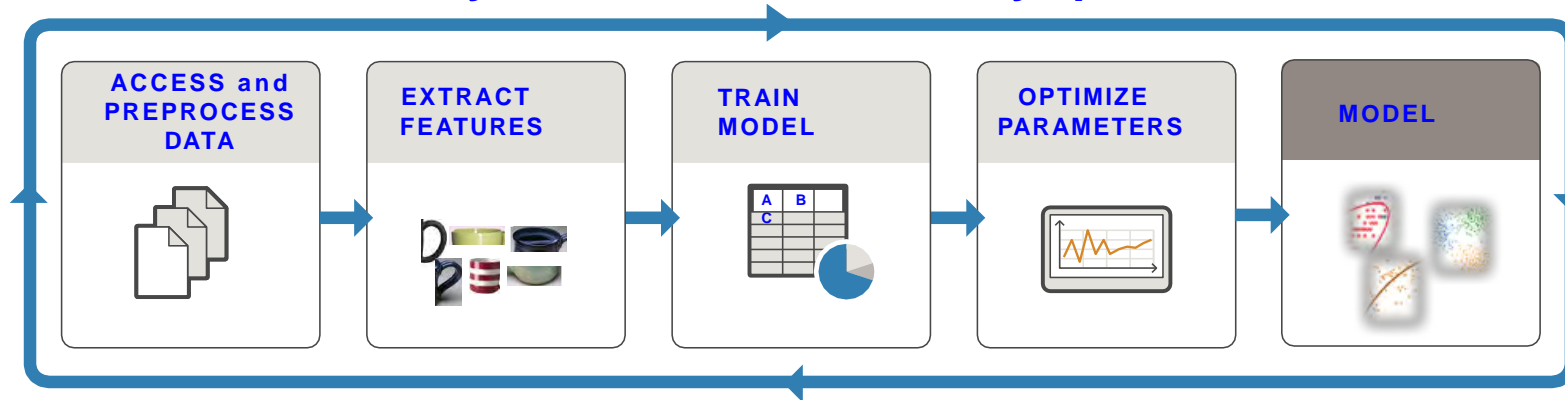 ACCESS and
PREPROCESS
DATA
EXTRACT
FEATURES
TRAIN
MODEL
OPTIMIZE
PARAMETERS
MODEL
A B
C